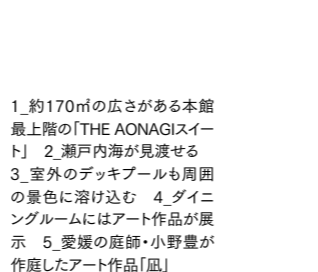 1_約170㎡の広さがある本館
最上階の「THE AONAGIスイー
ト」　2_瀬戸内海が見渡せる
3_室外のデッキプールも周囲
の景色に溶け込む　4_ダイニ
ングルームにはアート作品が展
示　5_愛媛の庭師・小野豊が
作庭したアート作品「凪」